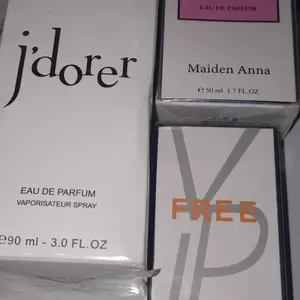 j'dorer
EAU DE PARFUM
VAPORISATEUR SPRAY
℮90 ml - 3.0 FL.OZ
EAU DE PARFUM
Maiden Anna
℮50 ml 1.7 FL.OZ
FREE